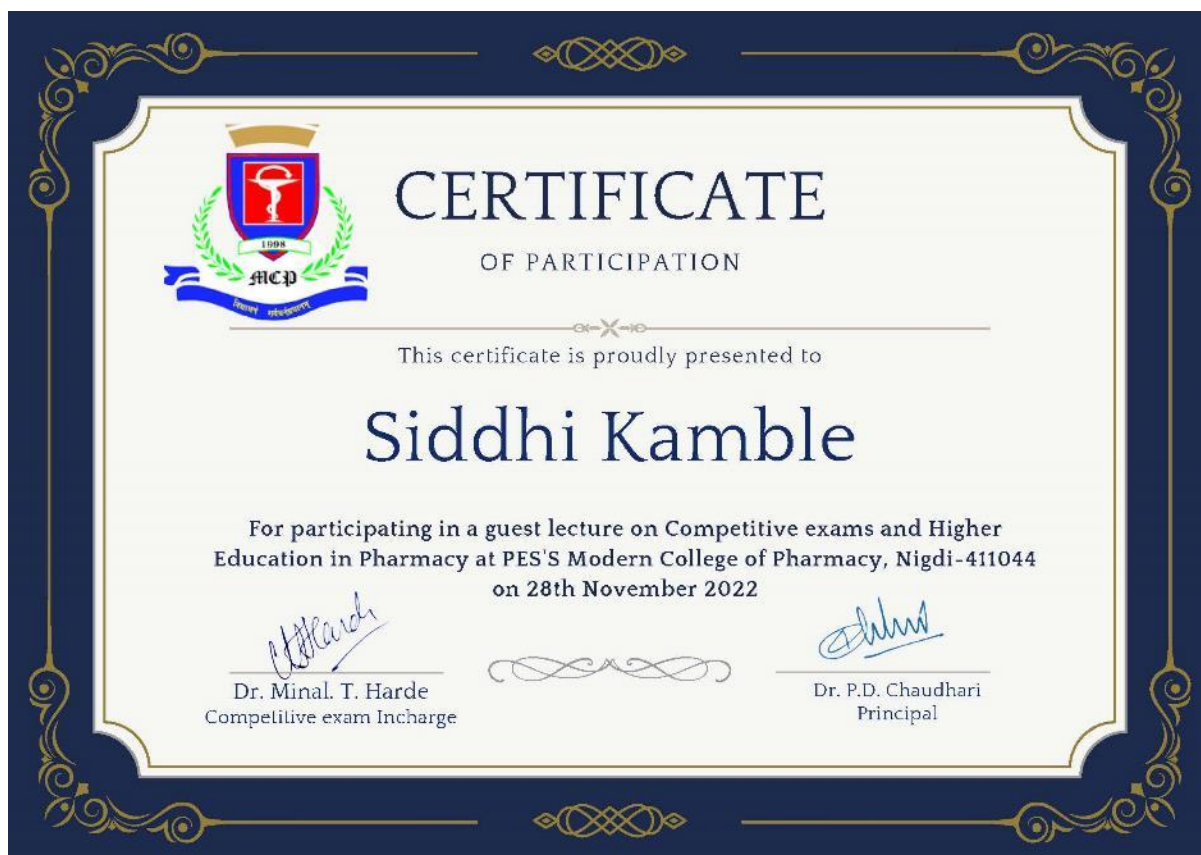 1998
MCP
CERTIFICATE
OF PARTICIPATION
This certificate is proudly presented to
Siddhi Kamble
For participating in a guest lecture on Competitive exams and Higher
Education in Pharmacy at PES'S Modern College of Pharmacy, Nigdi-411044
on 28th November 2022
Dr. Minal. T. Harde
Competitive exam Incharge
Dr. P.D. Chaudhari
Principal